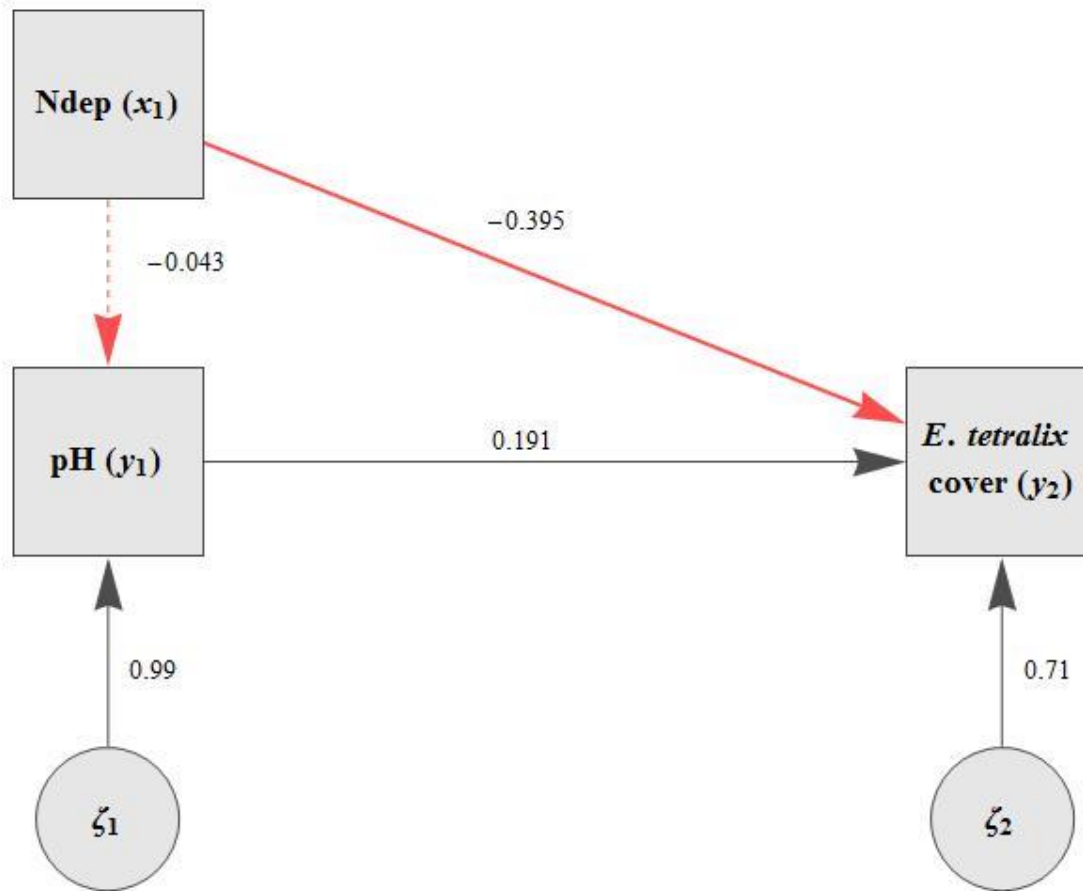 Ndep (x₁)
−0.395
−0.043
pH (y₁)
0.191
E. tetralix
cover (y₂)
0.99
0.71
ζ₁
ζ₂